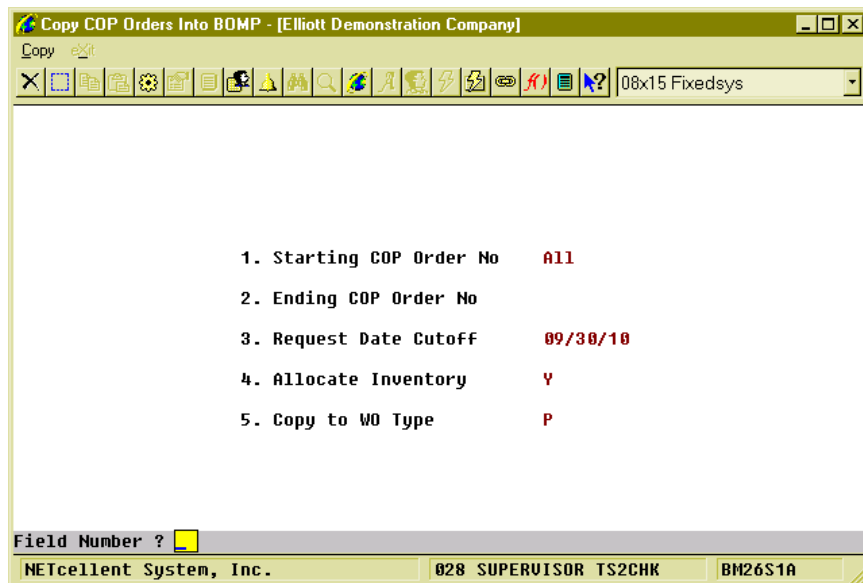 Copy COP Orders Into BOMP - [Elliott Demonstration Company]
Copy eXit
08x15 Fixedsys
1. Starting COP Order No All
2. Ending COP Order No
3. Request Date Cutoff 09/30/10
4. Allocate Inventory Y
5. Copy to WO Type P
Field Number ?
NETcellent System, Inc. 028 SUPERVISOR TS2CHK BM26S1A